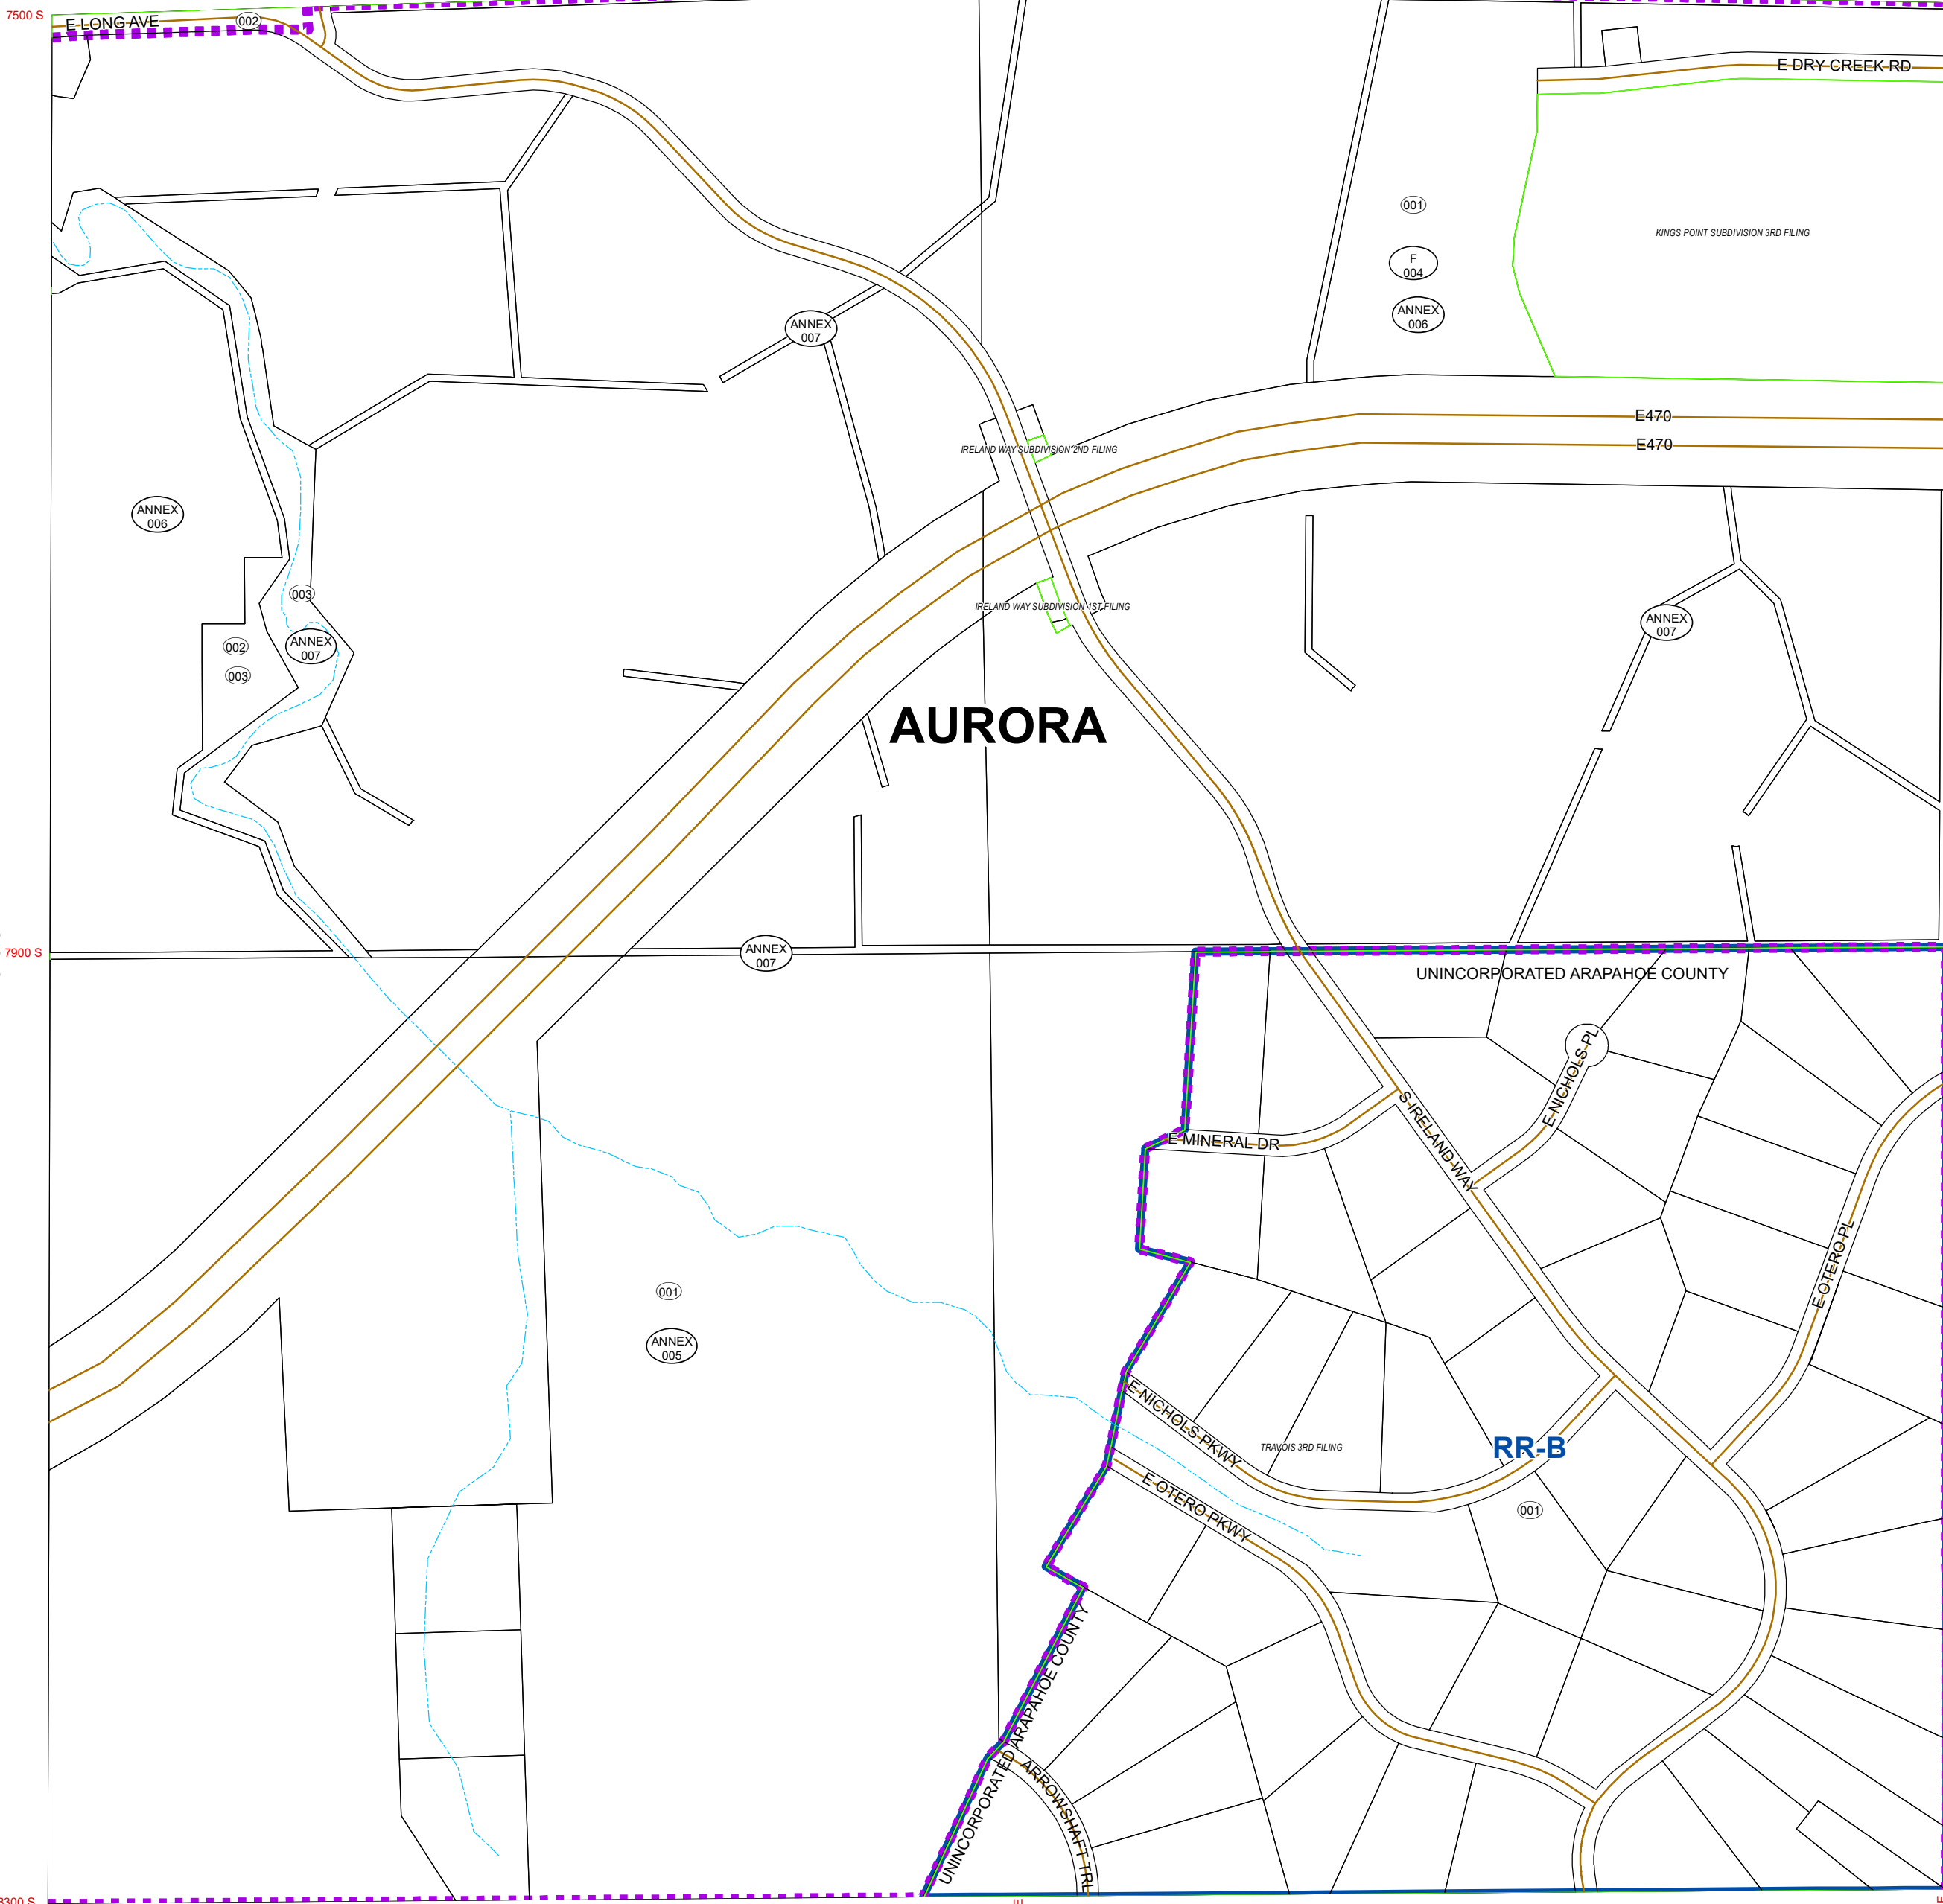 7500 S
E LONG AVE
002
E DRY CREEK RD
001
KINGS POINT SUBDIVISION 3RD FILING
F
004
ANNEX
006
ANNEX
007
E470
E470
IRELAND WAY SUBDIVISION 2ND FILING
ANNEX
006
003
002
003
ANNEX
007
IRELAND WAY SUBDIVISION 1ST FILING
ANNEX
007
AURORA
7900 S
ANNEX
007
UNINCORPORATED ARAPAHOE COUNTY
E NICHOLS PL
E MINERAL DR
S IRELAND WAY
E OTERO PL
001
ANNEX
005
E NICHOLS PKWY
TRAVOIS 3RD FILING
RR-B
E OTERO PKWY
001
UNINCORPORATED ARAPAHOE COUNTY
ARROWSHAFT TRL
8300 S
E
E